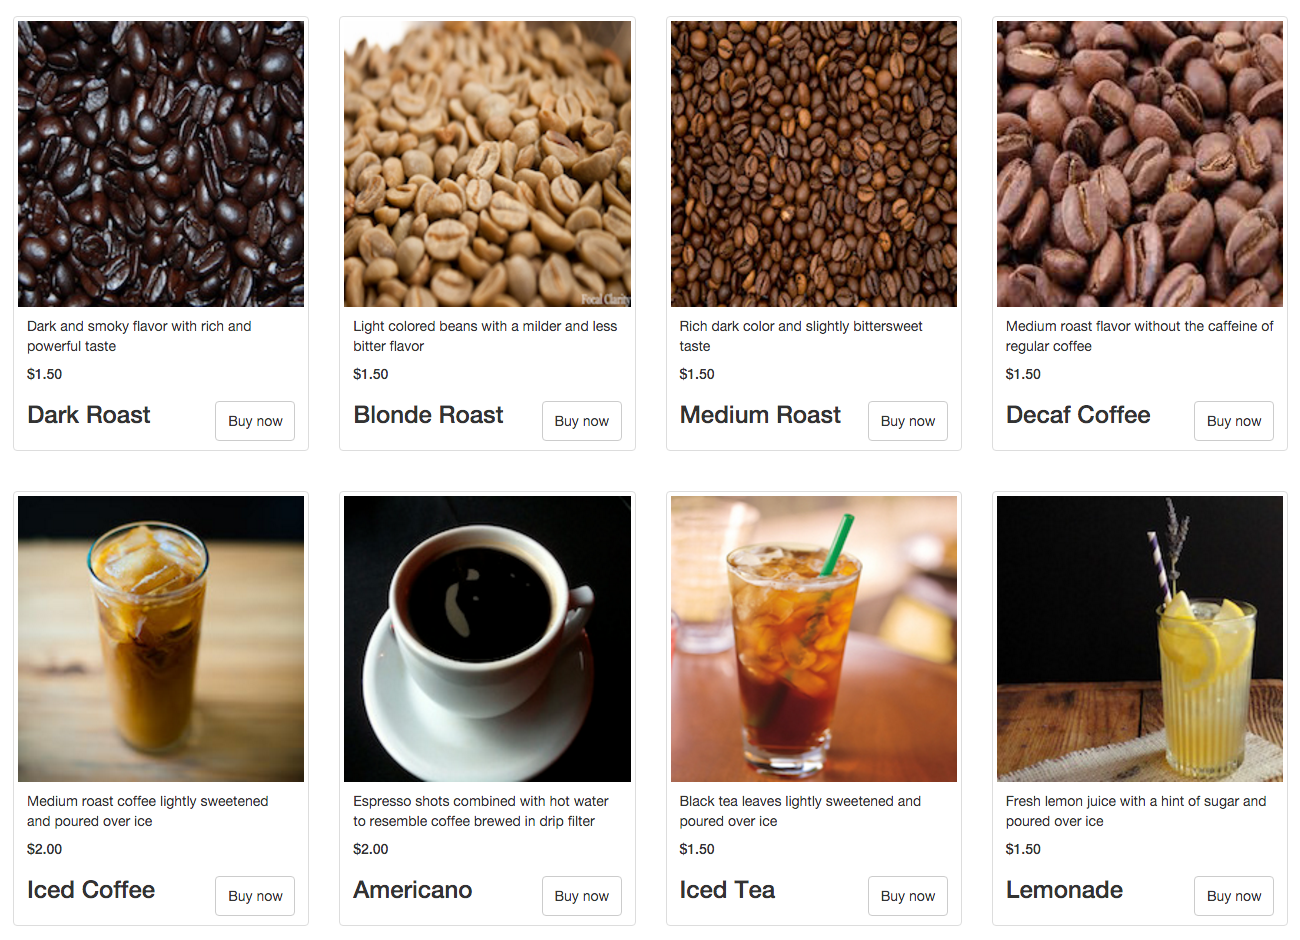 Focal Clarity
Dark and smoky flavor with rich and
powerful taste
$1.50
Dark Roast
Buy now
Light colored beans with a milder and less
bitter flavor
$1.50
Blonde Roast
Buy now
Rich dark color and slightly bittersweet
taste
$1.50
Medium Roast
Buy now
Medium roast flavor without the caffeine of
regular coffee
$1.50
Decaf Coffee
Buy now
Medium roast coffee lightly sweetened
and poured over ice
$2.00
Iced Coffee
Buy now
Espresso shots combined with hot water
to resemble coffee brewed in drip filter
$2.00
Americano
Buy now
Black tea leaves lightly sweetened and
poured over ice
$1.50
Iced Tea
Buy now
Fresh lemon juice with a hint of sugar and
poured over ice
$1.50
Lemonade
Buy now